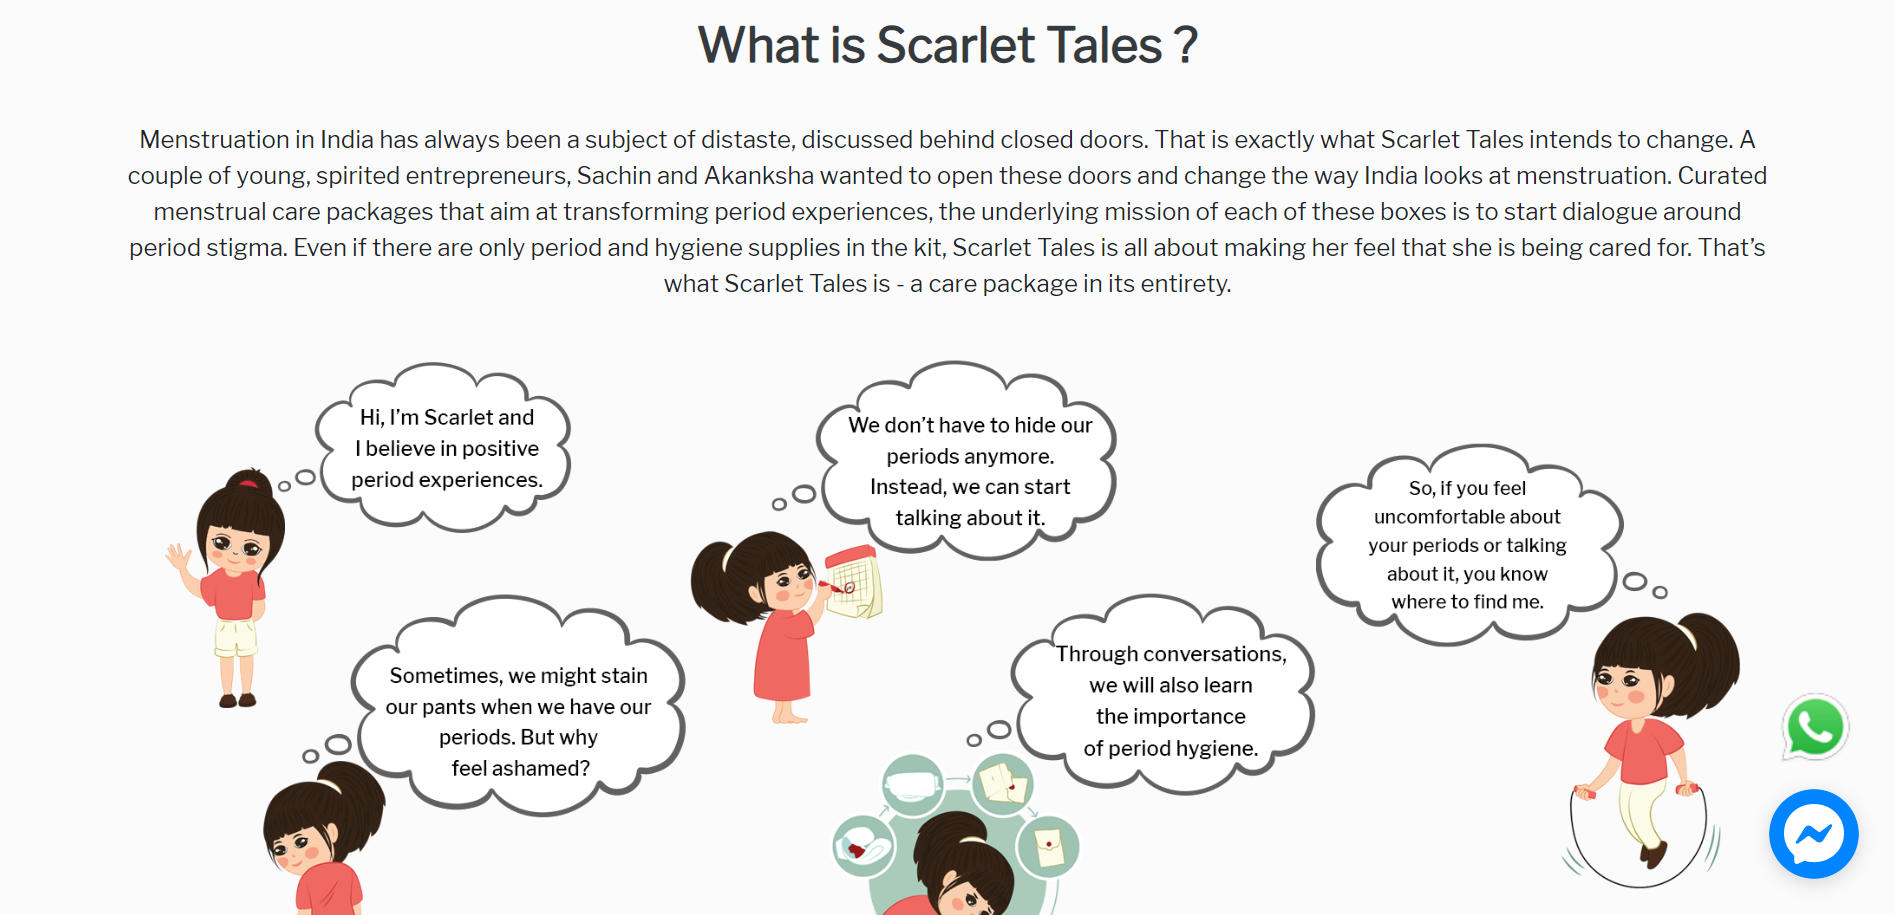 What is Scarlet Tales ?
Menstruation in India has always been a subject of distaste, discussed behind closed doors. That is exactly what Scarlet Tales intends to change. A
couple of young, spirited entrepreneurs, Sachin and Akanksha wanted to open these doors and change the way India looks at menstruation. Curated
menstrual care packages that aim at transforming period experiences, the underlying mission of each of these boxes is to start dialogue around
period stigma. Even if there are only period and hygiene supplies in the kit, Scarlet Tales is all about making her feel that she is being cared for. That’s
what Scarlet Tales is - a care package in its entirety.
Hi, I’m Scarlet and
I believe in positive
period experiences.
Sometimes, we might stain
our pants when we have our
periods. But why
feel ashamed?
We don’t have to hide our
periods anymore.
Instead, we can start
talking about it.
Through conversations,
we will also learn
the importance
of period hygiene.
So, if you feel
uncomfortable about
your periods or talking
about it, you know
where to find me.